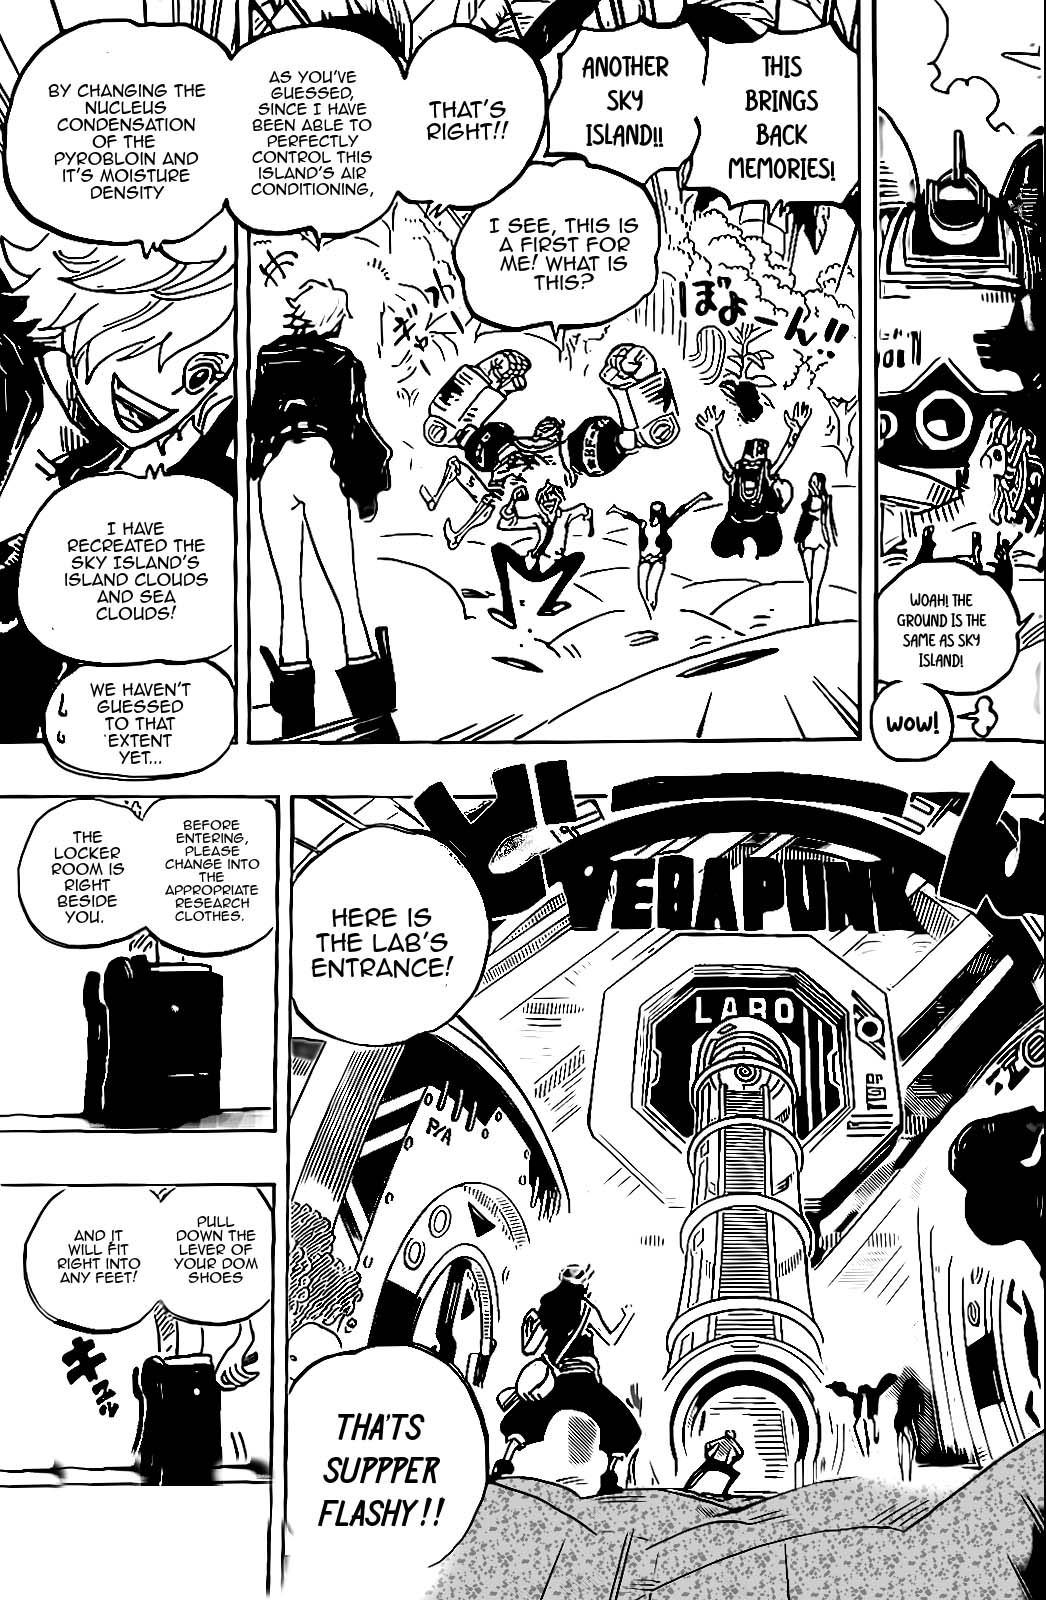 WOAH! THE
GROUND IS THE
SAME AS SKY
ISLAND!
WOW!
THIS
BRINGS
BACK
MEMORIES!
ANOTHER
SKY
ISLAND!!
I SEE, THIS IS
A FIRST FOR
ME! WHAT IS
THIS?
ぼよーん!!
THAT'S
RIGHT!!
AS YOU'VE
GUESSED,
SINCE I HAVE
BEEN ABLE TO
PERFECTLY
CONTROL THIS
ISLAND'S AIR
CONDITIONING,
BY CHANGING THE
NUCLEUS
CONDENSATION
OF THE
PYROBLOIN AND
IT'S MOISTURE
DENSITY
I HAVE
RECREATED THE
SKY ISLAND'S
ISLAND CLOUDS
AND SEA
CLOUDS!
WE HAVEN'T
GUESSED
TO THAT
EXTENT
YET...
VEGAPUNK
LABO
P/A
HERE IS
THE LAB'S
ENTRANCE!
THA'TS
SUPPPER
FLASHY!!
BEFORE
ENTERING,
PLEASE
CHANGE INTO
THE
APPROPRIATE
RESEARCH
CLOTHES.
THE
LOCKER
ROOM IS
RIGHT
BESIDE
YOU.
PULL
DOWN THE
LEVER OF
YOUR DOM
SHOES
AND IT
WILL FIT
RIGHT INTO
ANY FEET!
キュッ